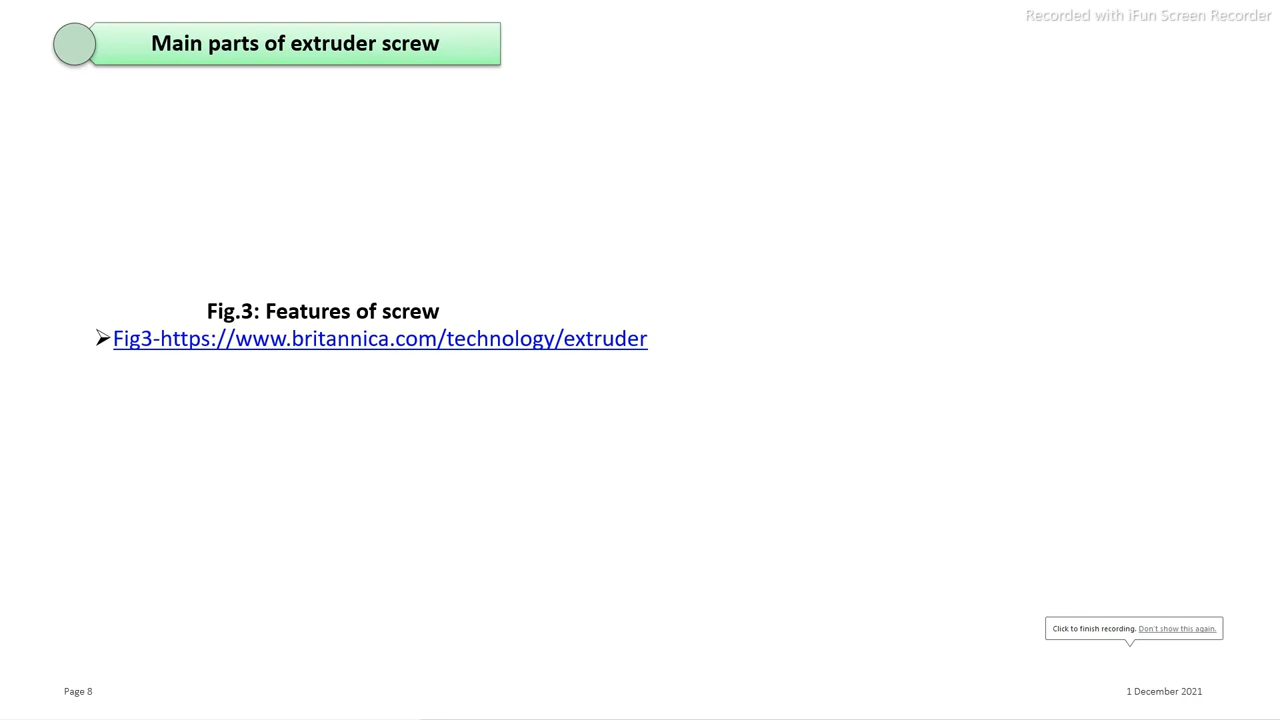 Recorded with iFun Screen Recorder
Main parts of extruder screw
Fig.3: Features of screw
Fig3-https://www.britannica.com/technology/extruder
Click to finish recording. Don't show this again.
Page 8
1 December 2021